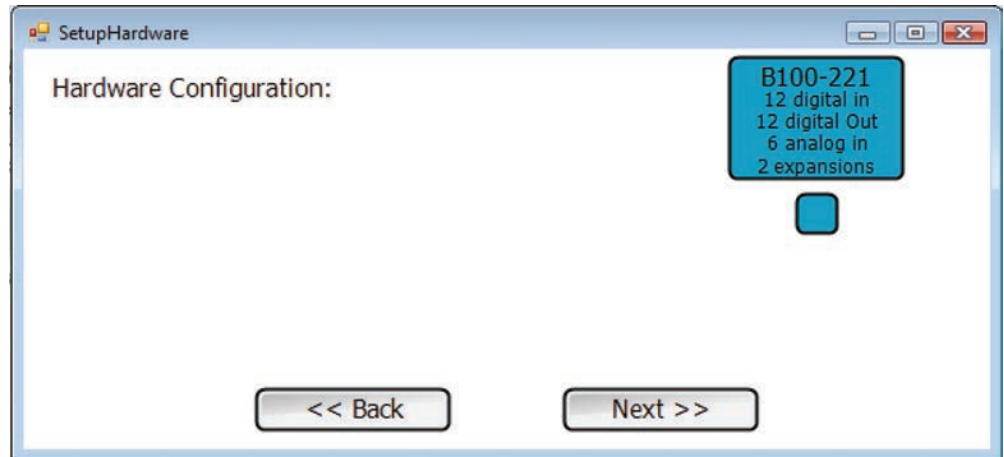 SetupHardware
Hardware Configuration:
B100-221
12 digital in
12 digital Out
6 analog in
2 expansions
<< Back
Next >>